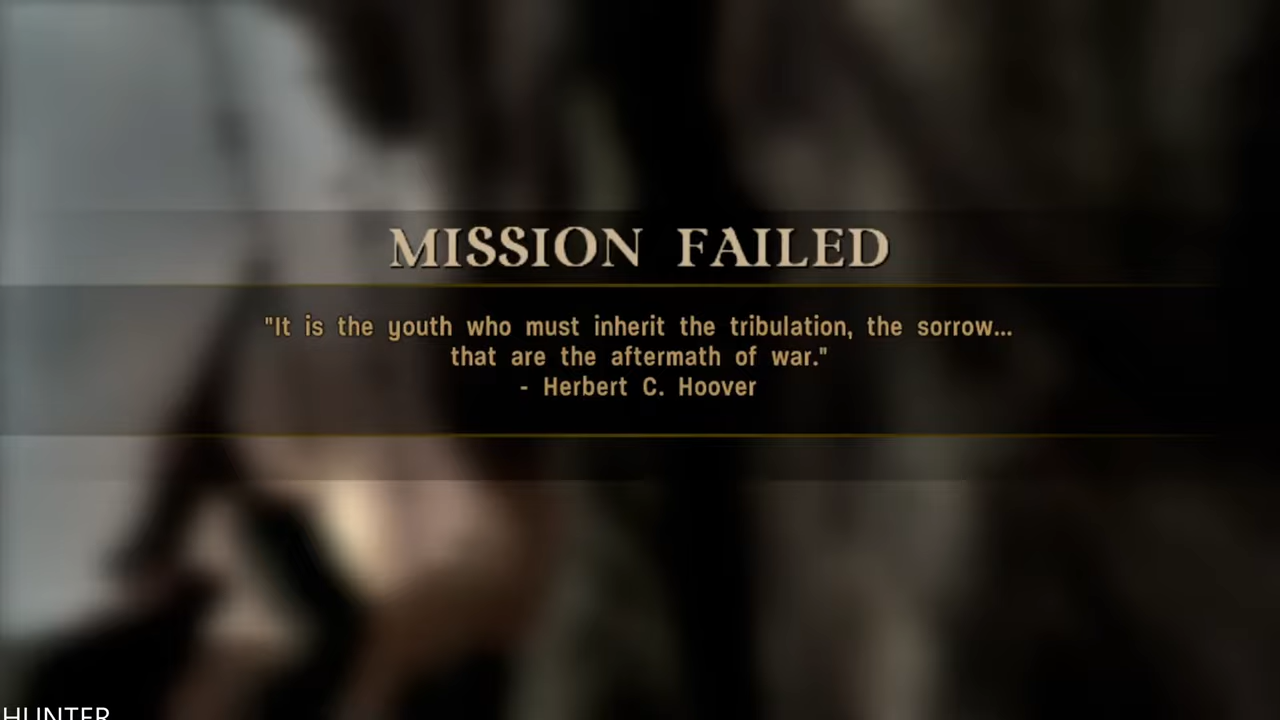 MISSION FAILED
"It is the youth who must inherit the tribulation, the sorrow...
that are the aftermath of war."
- Herbert C. Hoover
HUNTER